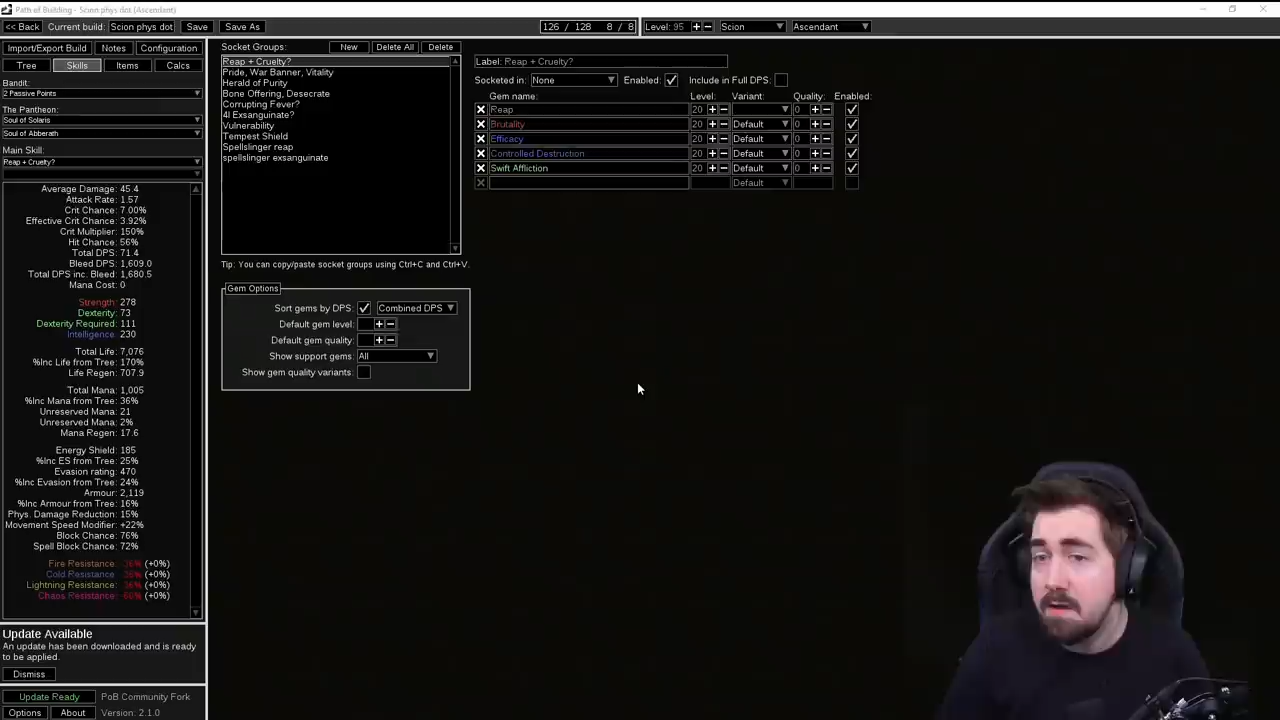 Path of Building - Scion phys dot (Ascendant)
<< Back Current build: Scion phys dot Save Save As 126 / 128 8 / 8 Level: 95 + - Scion Ascendant
Import/Export Build Notes Configuration
Tree Skills Items Calcs
Bandit:
2 Passive Points
The Pantheon:
Soul of Solaris
Soul of Abberath
Main Skill:
Reap + Cruelty?
Average Damage: 45.4
Attack Rate: 1.57
Crit Chance: 7.00%
Effective Crit Chance: 3.92%
Crit Multiplier: 150%
Hit Chance: 56%
Total DPS: 71.4
Bleed DPS: 1,609.0
Total DPS inc. Bleed: 1,680.5
Mana Cost: 0
Strength: 278
Dexterity: 73
Dexterity Required: 111
Intelligence: 230
Total Life: 7,076
%Inc Life from Tree: 170%
Life Regen: 707.9
Total Mana: 1,005
%Inc Mana from Tree: 36%
Unreserved Mana: 21
Unreserved Mana: 2%
Mana Regen: 17.6
Energy Shield: 185
%Inc ES from Tree: 25%
Evasion rating: 470
%Inc Evasion from Tree: 24%
Armour: 2,119
%Inc Armour from Tree: 16%
Phys. Damage Reduction: 15%
Movement Speed Modifier: +22%
Block Chance: 76%
Spell Block Chance: 72%
Fire Resistance: (+0%)
Cold Resistance: (+0%)
Lightning Resistance: (+0%)
Chaos Resistance: -60% (+0%)
Update Available
An update has been downloaded and is ready
to be applied.
Dismiss
Update Ready PoB Community Fork
Options About Version: 2.1.0
Socket Groups: New Delete All Delete
Reap + Cruelty?
Pride, War Banner, Vitality
Herald of Purity
Bone Offering, Desecrate
Corrupting Fever?
4l Exsanguinate?
Vulnerability
Tempest Shield
Spellslinger reap
spellslinger exsanguinate
Tip: You can copy/paste socket groups using Ctrl+C and Ctrl+V.
Gem Options
Sort gems by DPS: Combined DPS
Default gem level: + -
Default gem quality: + -
Show support gems: All
Show gem quality variants:
Label: Reap + Cruelty?
Socketed in: None Enabled: Include in Full DPS:
Gem name: Level: Variant: Quality: Enabled:
Reap 20 + - 0 + -
Brutality 20 + - Default 0 + -
Efficacy 20 + - Default 0 + -
Controlled Destruction 20 + - Default 0 + -
Swift Affliction 20 + - Default 0 + -
Default